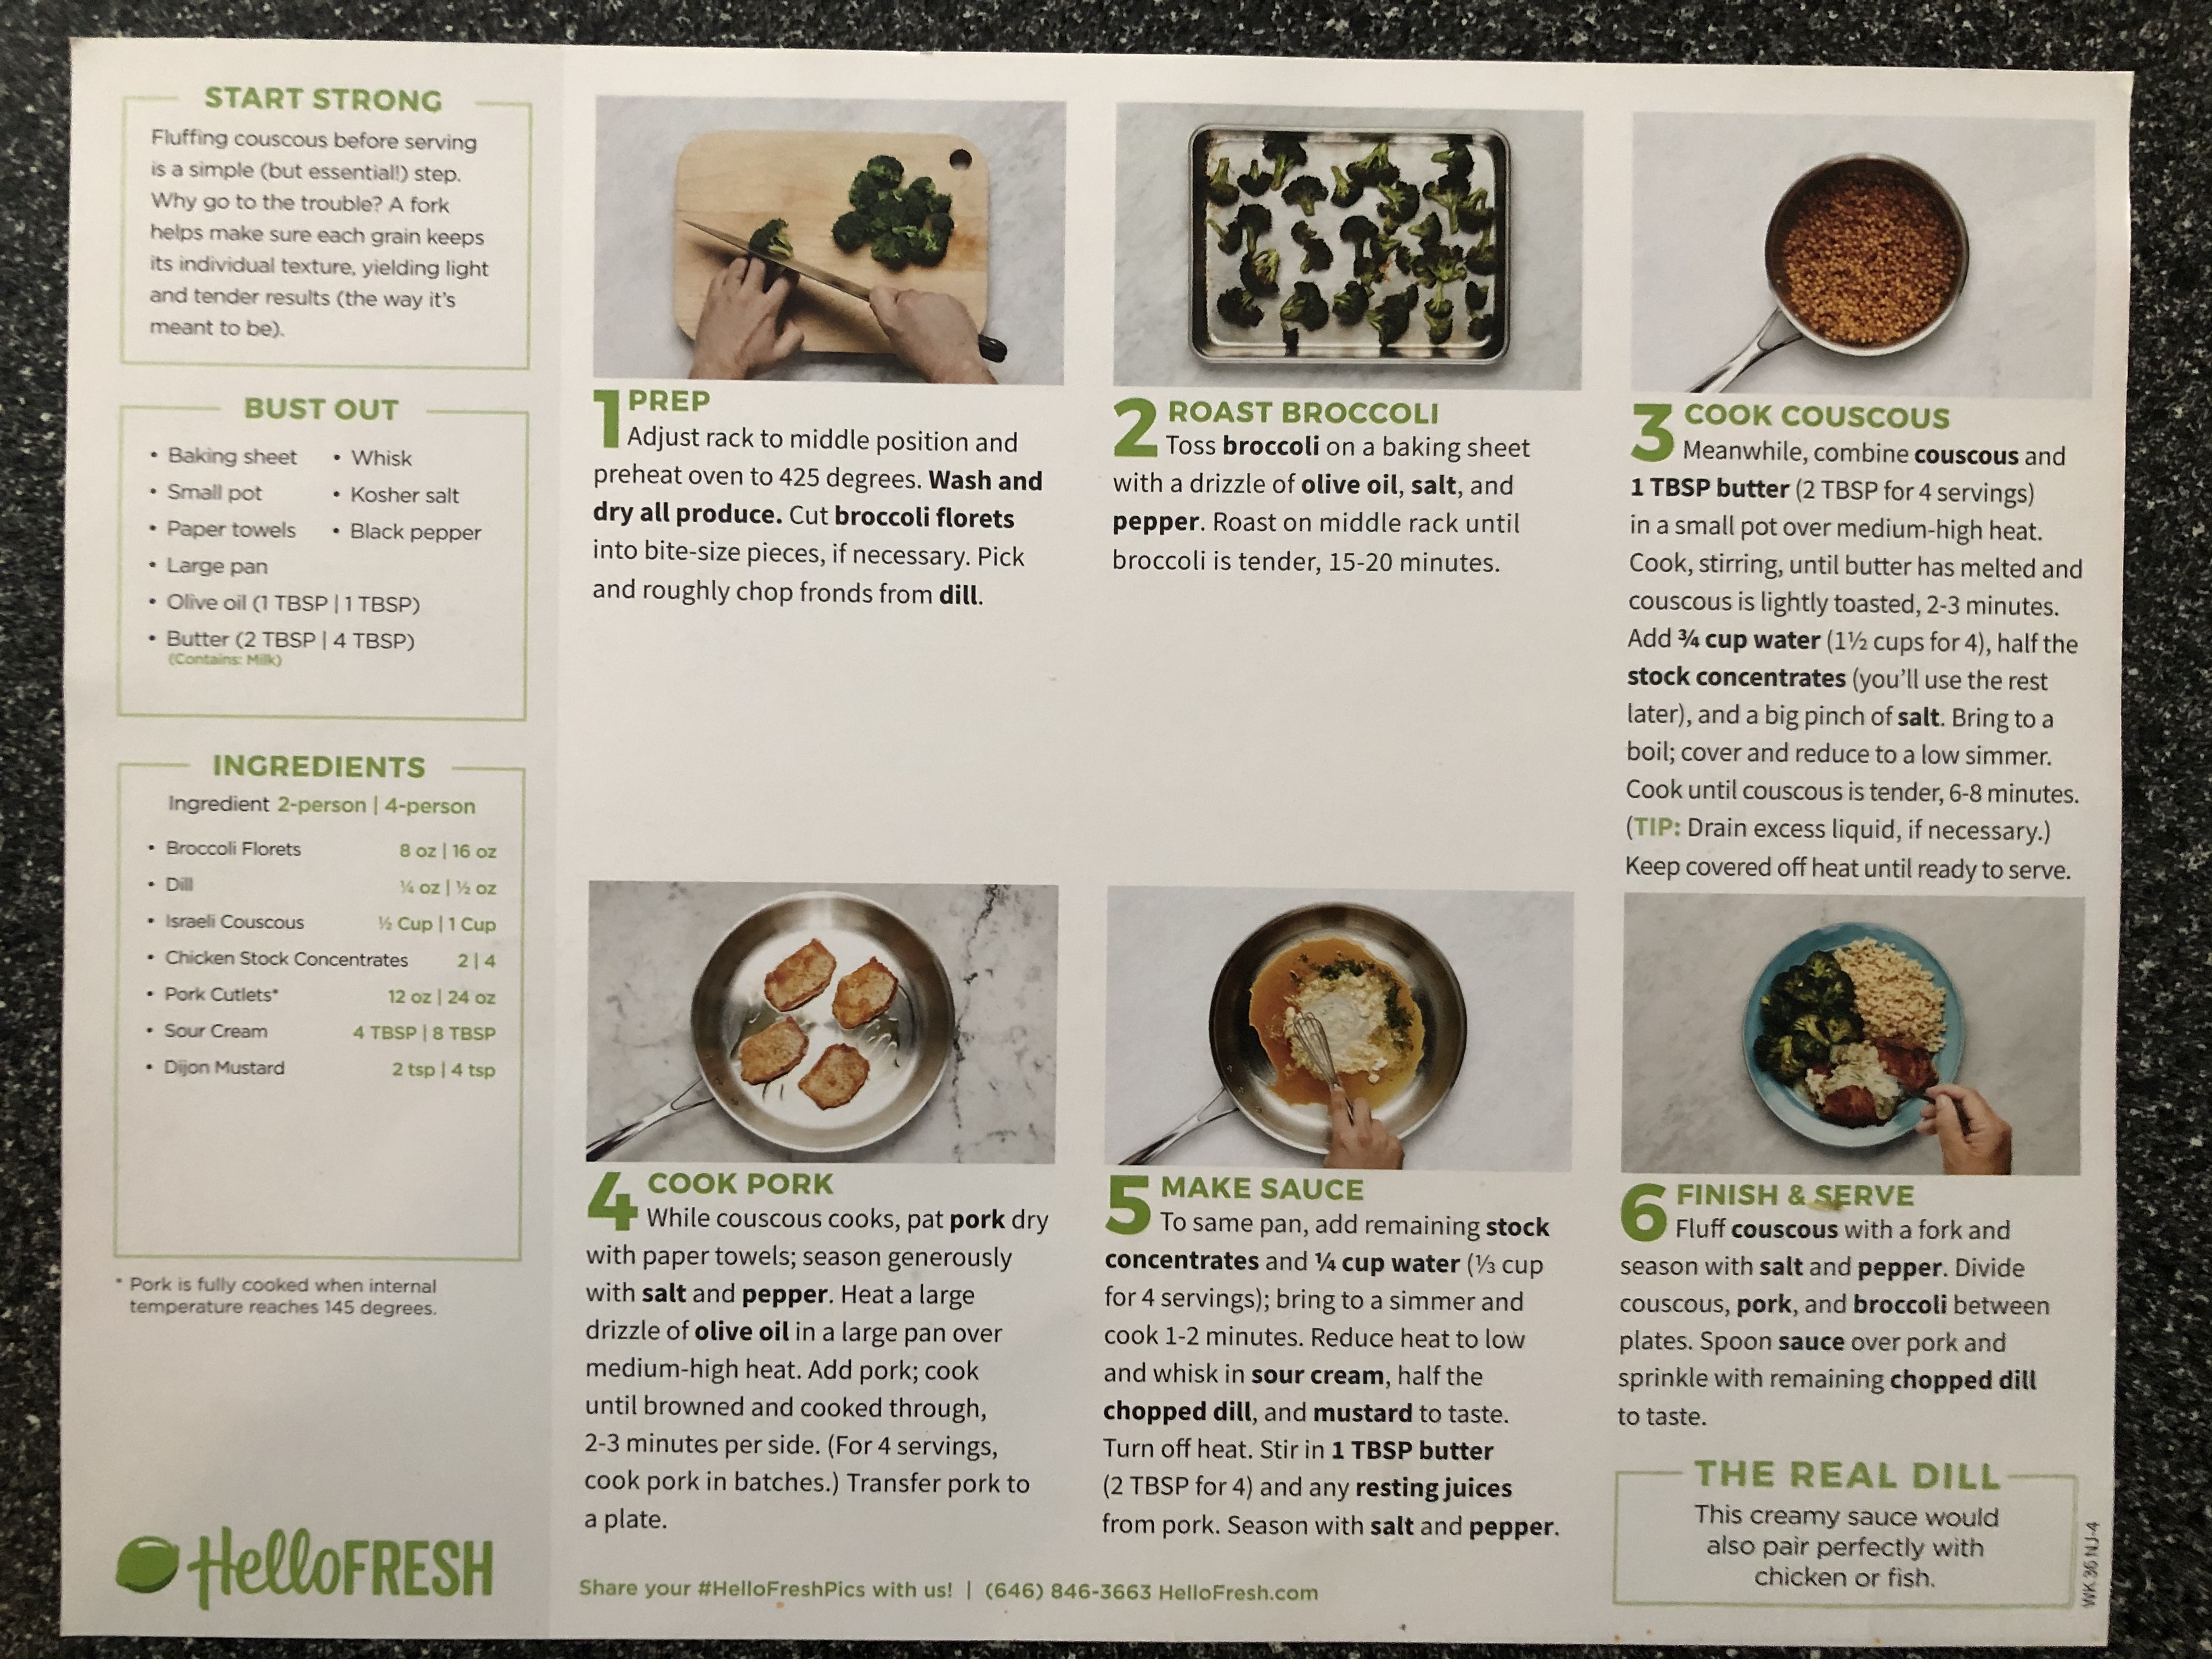 START STRONG
Fluffing couscous before serving
is a simple (but essential!) step.
Why go to the trouble? A fork
helps make sure each grain keeps
its individual texture, yielding light
and tender results (the way it's
meant to be).
BUST OUT
• Baking sheet
• Small pot
• Paper towels
• Large pan
• Whisk
• Kosher salt
• Black pepper
• Olive oil (1 TBSP | 1 TBSP)
• Butter (2 TBSP | 4 TBSP)
(Contains: Milk)
INGREDIENTS
Ingredient 2-person | 4-person
• Broccoli Florets 8 oz | 16 oz
• Dill ¼ oz | ½ oz
• Israeli Couscous ½ Cup | 1 Cup
• Chicken Stock Concentrates 2 | 4
• Pork Cutlets* 12 oz | 24 oz
• Sour Cream 4 TBSP | 8 TBSP
• Dijon Mustard 2 tsp | 4 tsp
* Pork is fully cooked when internal
temperature reaches 145 degrees.
HelloFRESH
1 PREP
Adjust rack to middle position and
preheat oven to 425 degrees. Wash and
dry all produce. Cut broccoli florets
into bite-size pieces, if necessary. Pick
and roughly chop fronds from dill.
2 ROAST BROCCOLI
Toss broccoli on a baking sheet
with a drizzle of olive oil, salt, and
pepper. Roast on middle rack until
broccoli is tender, 15-20 minutes.
3 COOK COUSCOUS
Meanwhile, combine couscous and
1 TBSP butter (2 TBSP for 4 servings)
in a small pot over medium-high heat.
Cook, stirring, until butter has melted and
couscous is lightly toasted, 2-3 minutes.
Add ¾ cup water (1½ cups for 4), half the
stock concentrates (you'll use the rest
later), and a big pinch of salt. Bring to a
boil; cover and reduce to a low simmer.
Cook until couscous is tender, 6-8 minutes.
(TIP: Drain excess liquid, if necessary.)
Keep covered off heat until ready to serve.
4 COOK PORK
While couscous cooks, pat pork dry
with paper towels; season generously
with salt and pepper. Heat a large
drizzle of olive oil in a large pan over
medium-high heat. Add pork; cook
until browned and cooked through,
2-3 minutes per side. (For 4 servings,
cook pork in batches.) Transfer pork to
a plate.
5 MAKE SAUCE
To same pan, add remaining stock
concentrates and ¼ cup water (⅓ cup
for 4 servings); bring to a simmer and
cook 1-2 minutes. Reduce heat to low
and whisk in sour cream, half the
chopped dill, and mustard to taste.
Turn off heat. Stir in 1 TBSP butter
(2 TBSP for 4) and any resting juices
from pork. Season with salt and pepper.
6 FINISH & SERVE
Fluff couscous with a fork and
season with salt and pepper. Divide
couscous, pork, and broccoli between
plates. Spoon sauce over pork and
sprinkle with remaining chopped dill
to taste.
THE REAL DILL
This creamy sauce would
also pair perfectly with
chicken or fish.
Share your #HelloFreshPics with us! | (646) 846-3663 HelloFresh.com
WK 36 NJ-4